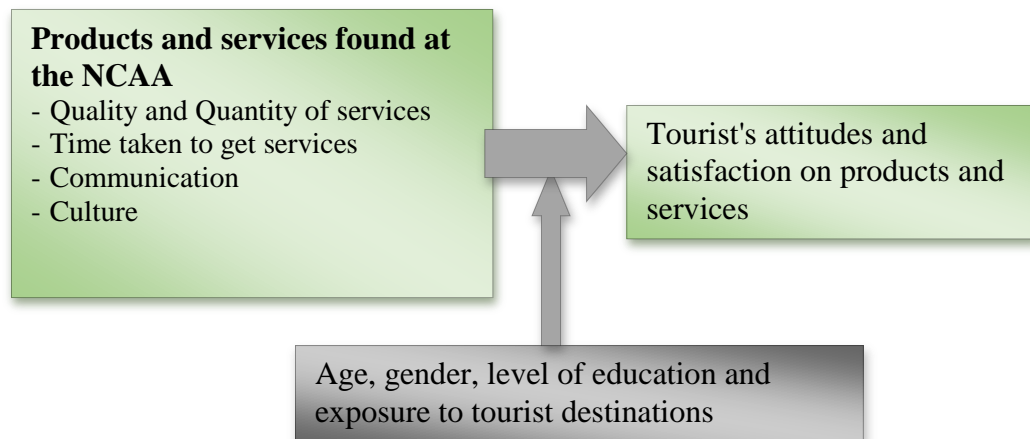 Products and services found at
the NCAA
- Quality and Quantity of services
- Time taken to get services
- Communication
- Culture
Tourist's attitudes and
satisfaction on products and
services
Age, gender, level of education and
exposure to tourist destinations